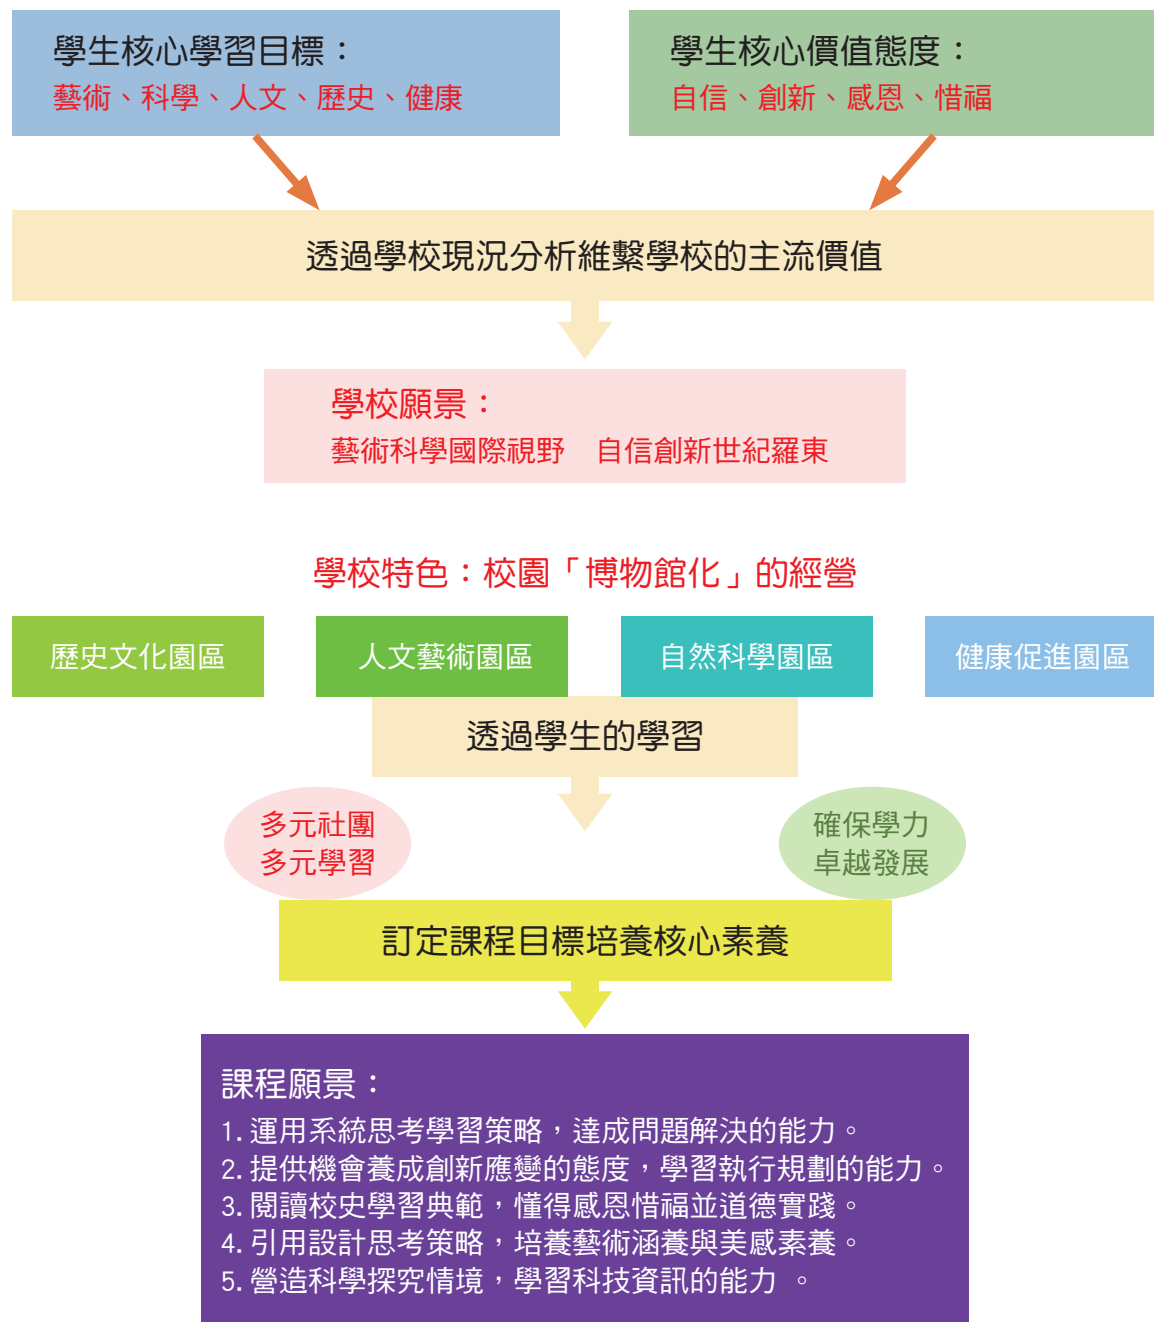 學生核心學習目標：
藝術、科學、人文、歷史、健康
學生核心價值態度：
自信、創新、感恩、惜福
透過學校現況分析維繫學校的主流價值
學校願景：
藝術科學國際視野　自信創新世紀羅東
學校特色：校園「博物館化」的經營
歷史文化園區
人文藝術園區
自然科學園區
健康促進園區
透過學生的學習
多元社團
多元學習
確保學力
卓越發展
訂定課程目標培養核心素養
課程願景：
1. 運用系統思考學習策略，達成問題解決的能力。
2. 提供機會養成創新應變的態度，學習執行規劃的能力。
3. 閱讀校史學習典範，懂得感恩惜福並道德實踐。
4. 引用設計思考策略，培養藝術涵養與美感素養。
5. 營造科學探究情境，學習科技資訊的能力 。